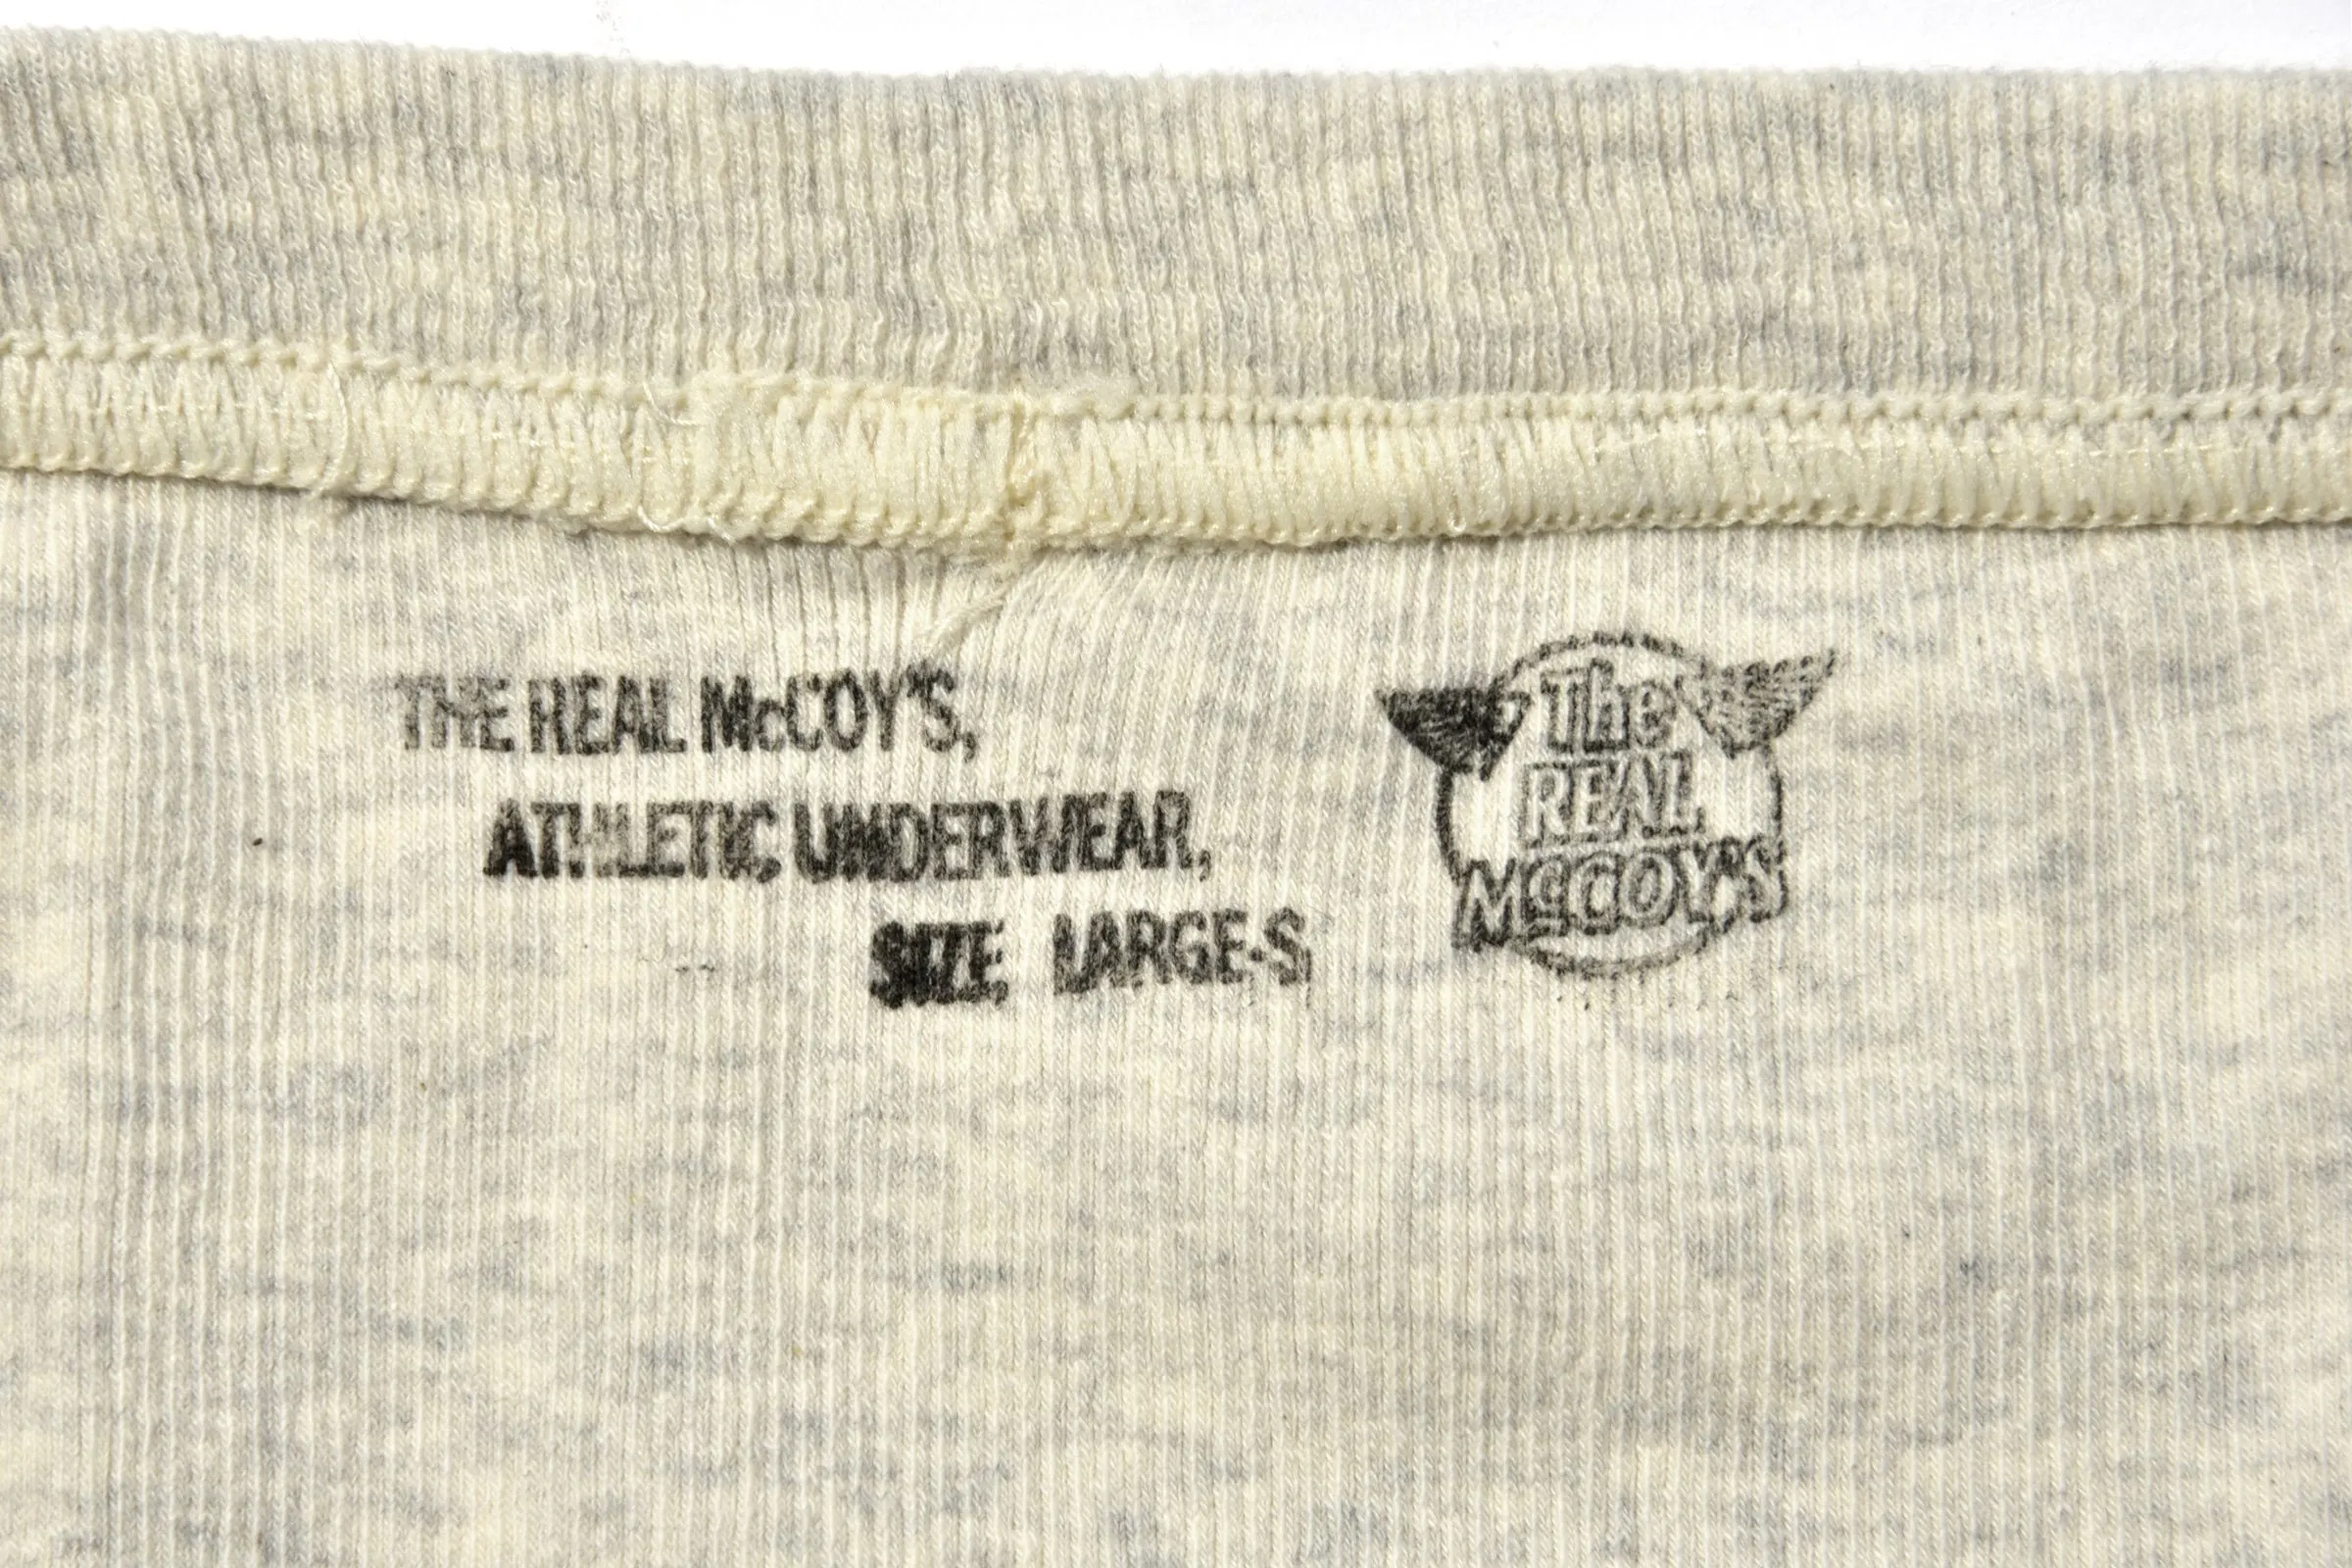 THE REAL McCOY'S,
ATHLETIC UNDERWEAR,
SIZE, LARGE-S
The
REAL
McCOY'S